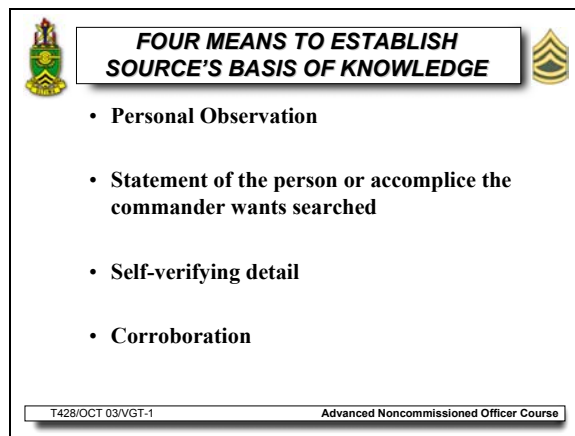 FOUR MEANS TO ESTABLISH
SOURCE'S BASIS OF KNOWLEDGE
• Personal Observation
• Statement of the person or accomplice the
commander wants searched
• Self-verifying detail
• Corroboration
T428/OCT 03/VGT-1 Advanced Noncommissioned Officer Course